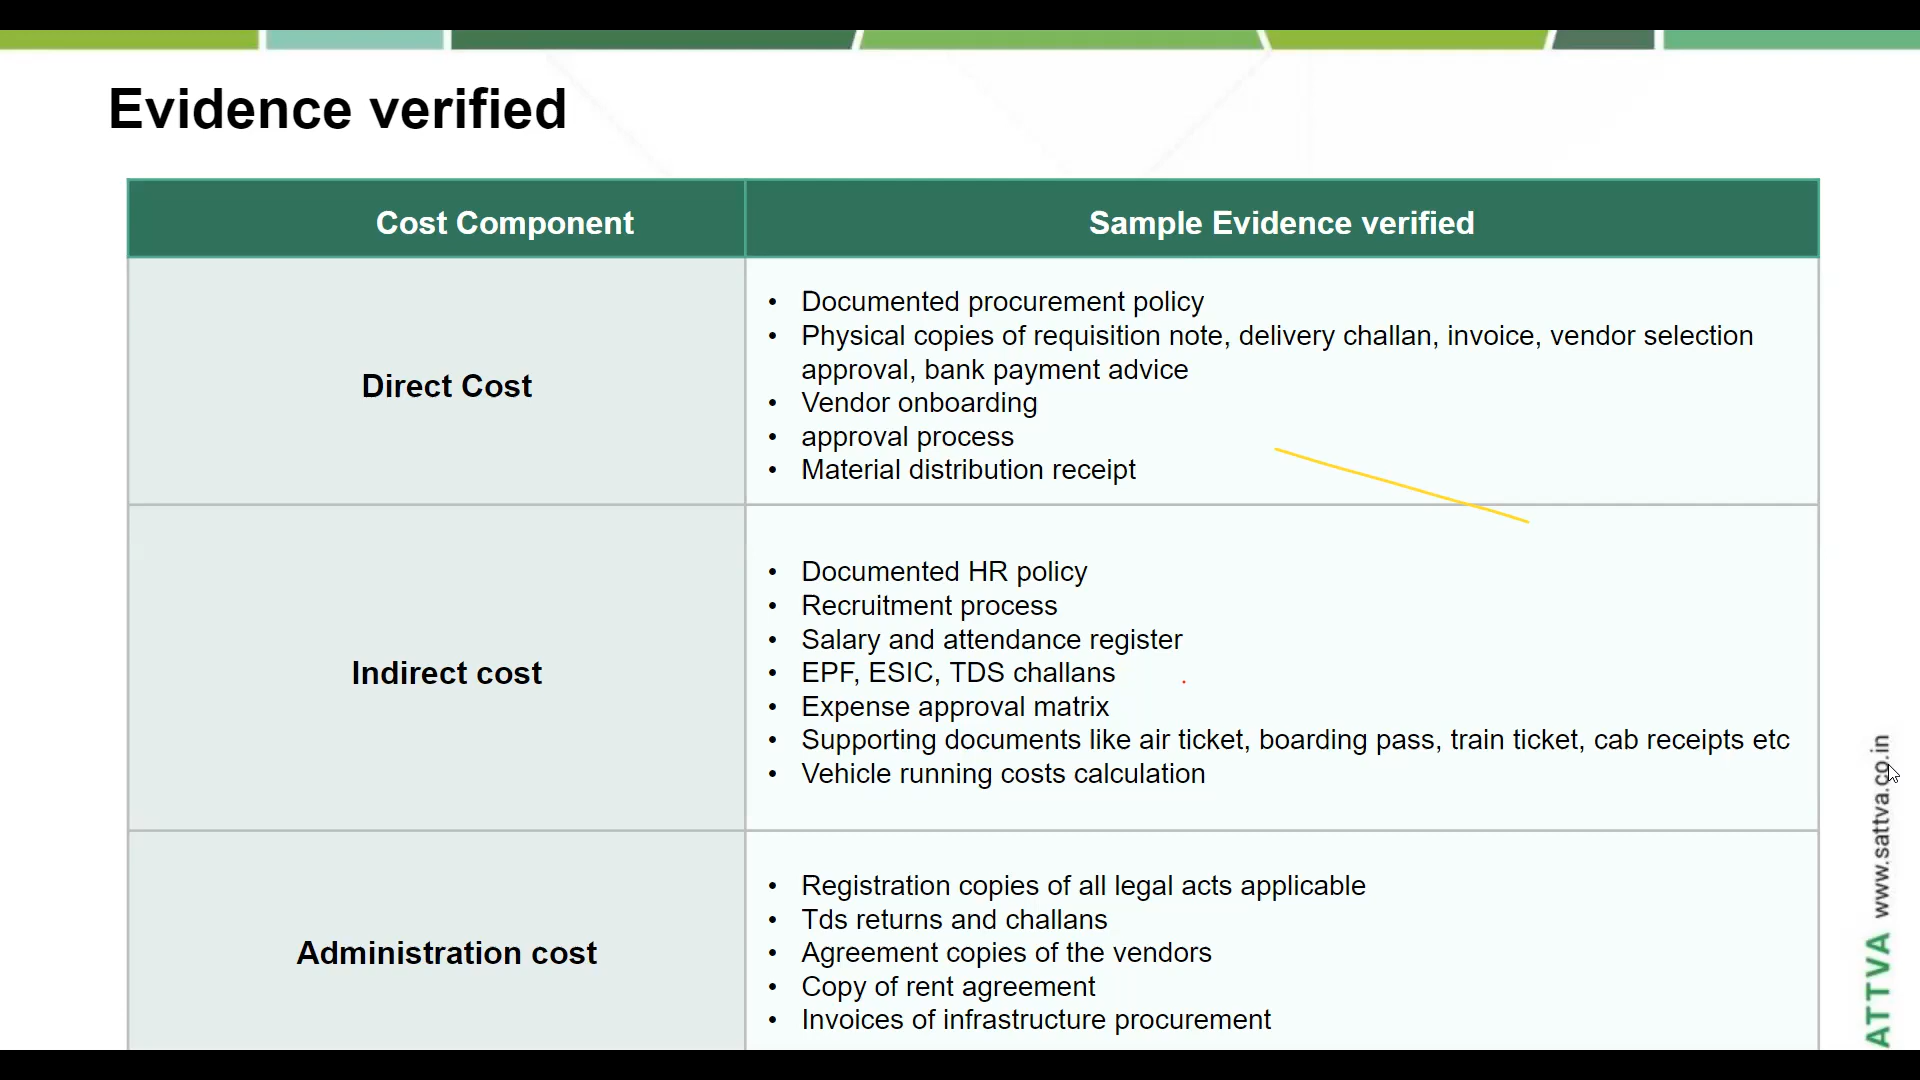 Evidence verified
Cost Component
Sample Evidence verified
Direct Cost
• Documented procurement policy
• Physical copies of requisition note, delivery challan, invoice, vendor selection
approval, bank payment advice
• Vendor onboarding
• approval process
• Material distribution receipt
Indirect cost
• Documented HR policy
• Recruitment process
• Salary and attendance register
• EPF, ESIC, TDS challans
• Expense approval matrix
• Supporting documents like air ticket, boarding pass, train ticket, cab receipts etc
• Vehicle running costs calculation
Administration cost
• Registration copies of all legal acts applicable
• Tds returns and challans
• Agreement copies of the vendors
• Copy of rent agreement
• Invoices of infrastructure procurement
ATTVA www.sattva.co.in